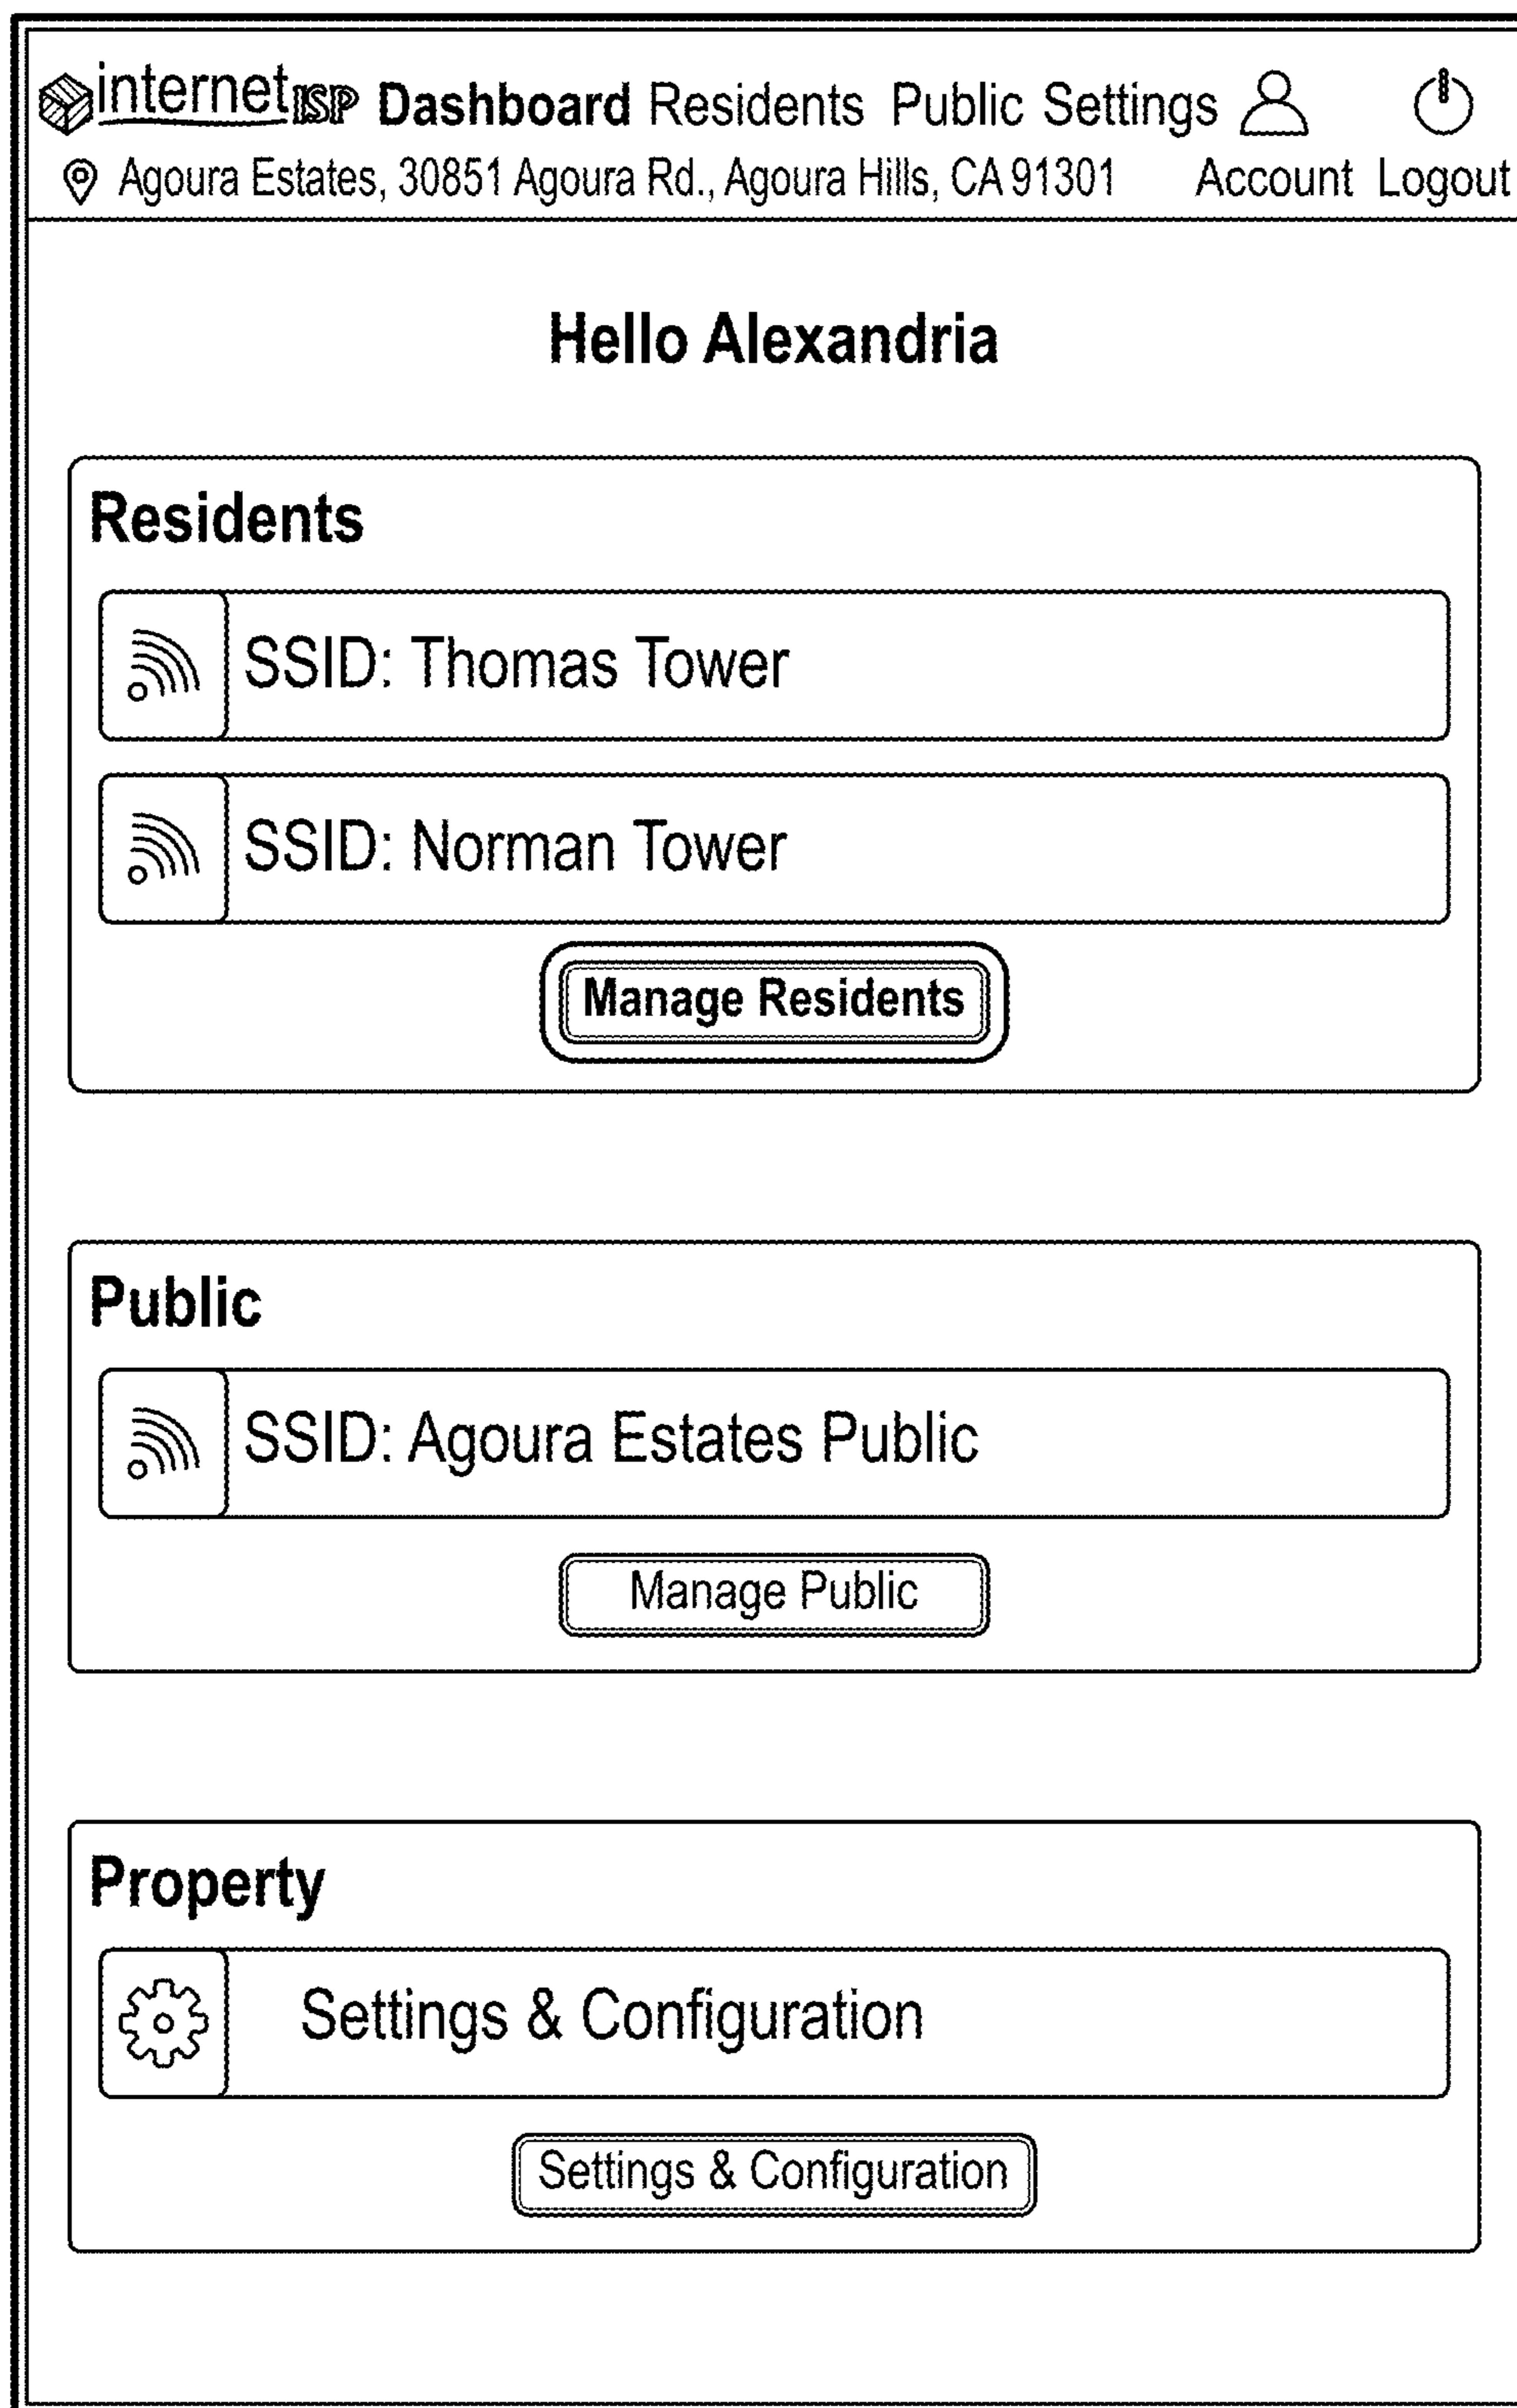 internet ISP Dashboard Residents Public Settings
Agoura Estates, 30851 Agoura Rd., Agoura Hills, CA 91301 Account Logout
Hello Alexandria
Residents
SSID: Thomas Tower
SSID: Norman Tower
Manage Residents
Public
SSID: Agoura Estates Public
Manage Public
Property
Settings & Configuration
Settings & Configuration